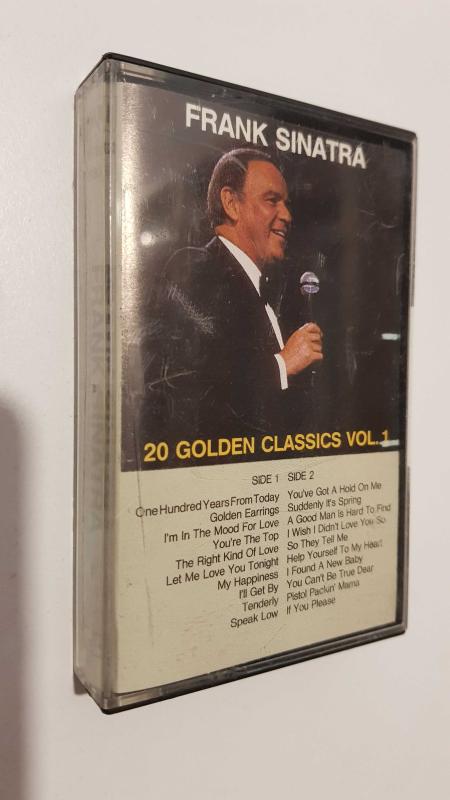 FRANK SINATRA
20 GOLDEN CLASSICS VOL. 1
SIDE 1
One Hundred Years From Today
Golden Earrings
I'm In The Mood For Love
You're The Top
The Right Kind Of Love
Let Me Love You Tonight
My Happiness
I'll Get By
Tenderly
Speak Low
SIDE 2
You've Got A Hold On Me
Suddenly It's Spring
A Good Man Is Hard To Find
I Wish I Didn't Love You So
So They Tell Me
Help Yourself To My Heart
I Found A New Baby
You Can't Be True Dear
Pistol Packin' Mama
If You Please